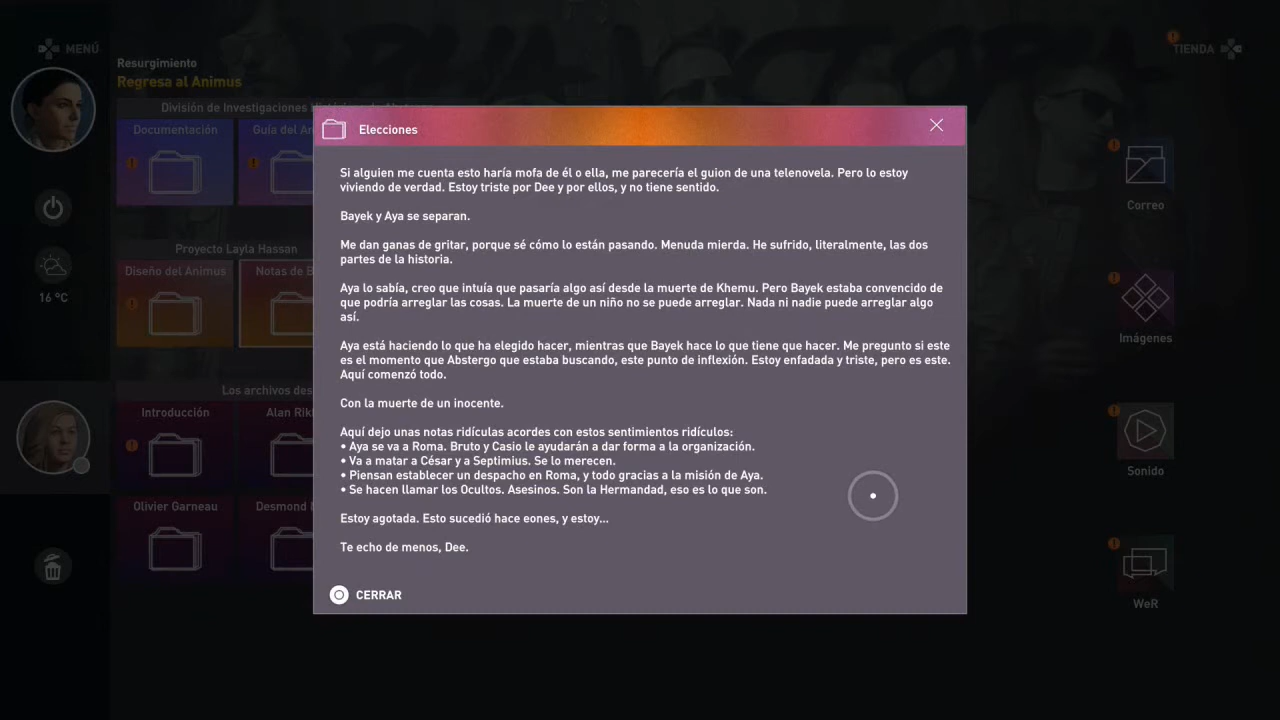 MENÚ
TIENDA
Resurgimiento
Regresa al Animus
División de Investigaciones
Documentación
Guía del
Proyecto Layla Hassan
Diseño del Animus
Notas de
16 °C
Los archivos
Introducción
Alan
Olivier Garneau
Desmond
Elecciones
Si alguien me cuenta esto haría mofa de él o ella, me parecería el guion de una telenovela. Pero lo estoy
viviendo de verdad. Estoy triste por Dee y por ellos, y no tiene sentido.
Bayek y Aya se separan.
Me dan ganas de gritar, porque sé cómo lo están pasando. Menuda mierda. He sufrido, literalmente, las dos
partes de la historia.
Aya lo sabía, creo que intuía que pasaría algo así desde la muerte de Khemu. Pero Bayek estaba convencido de
que podría arreglar las cosas. La muerte de un niño no se puede arreglar. Nada ni nadie puede arreglar algo
así.
Aya está haciendo lo que ha elegido hacer, mientras que Bayek hace lo que tiene que hacer. Me pregunto si este
es el momento que Abstergo que estaba buscando, este punto de inflexión. Estoy enfadada y triste, pero es este.
Aquí comenzó todo.
Con la muerte de un inocente.
Aquí dejo unas notas ridículas acordes con estos sentimientos ridículos:
• Aya se va a Roma. Bruto y Casio le ayudarán a dar forma a la organización.
• Va a matar a César y a Septimius. Se lo merecen.
• Piensan establecer un despacho en Roma, y todo gracias a la misión de Aya.
• Se hacen llamar los Ocultos. Asesinos. Son la Hermandad, eso es lo que son.
Estoy agotada. Esto sucedió hace eones, y estoy...
Te echo de menos, Dee.
CERRAR
Correo
Imágenes
Sonido
WeR